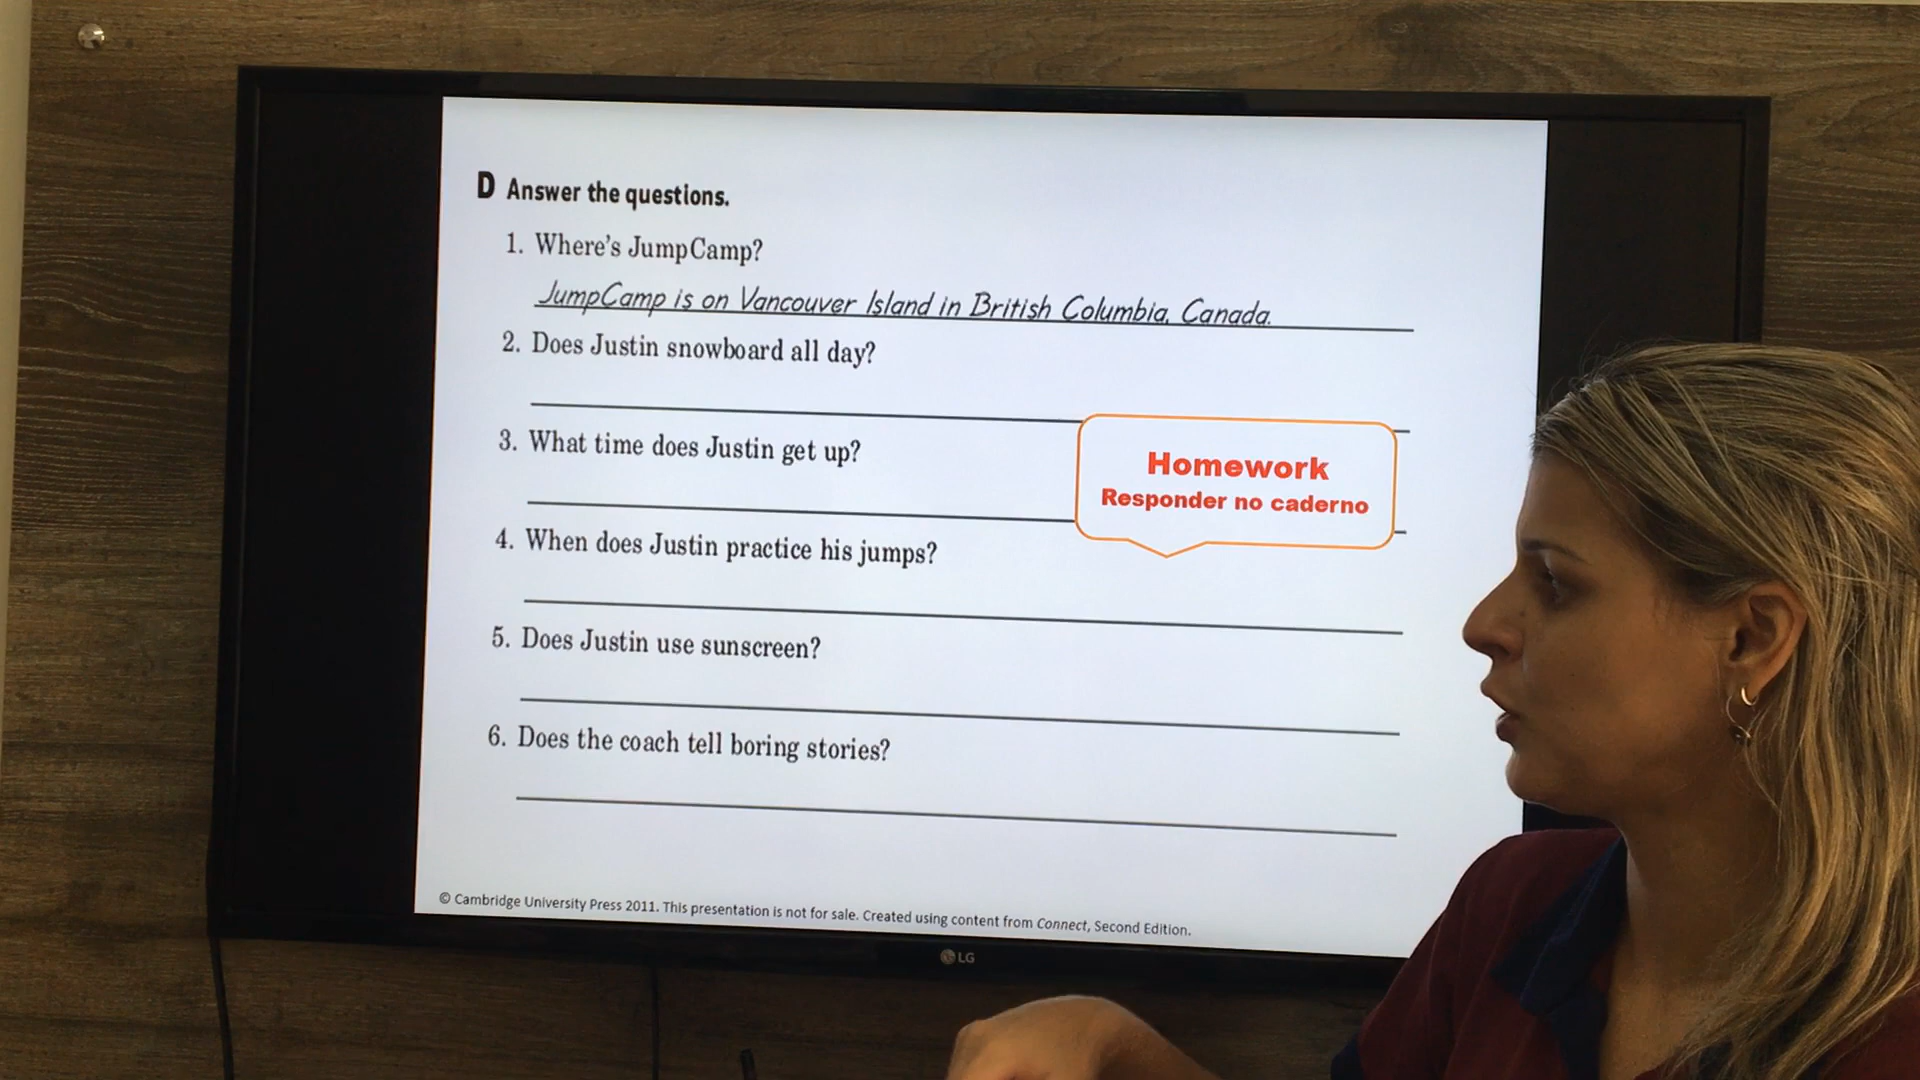 D Answer the questions.
1. Where's JumpCamp?
JumpCamp is on Vancouver Island in British Columbia, Canada.
2. Does Justin snowboard all day?
3. What time does Justin get up?
Homework
Responder no caderno
4. When does Justin practice his jumps?
5. Does Justin use sunscreen?
6. Does the coach tell boring stories?
© Cambridge University Press 2011. This presentation is not for sale. Created using content from Connect, Second Edition.
LG